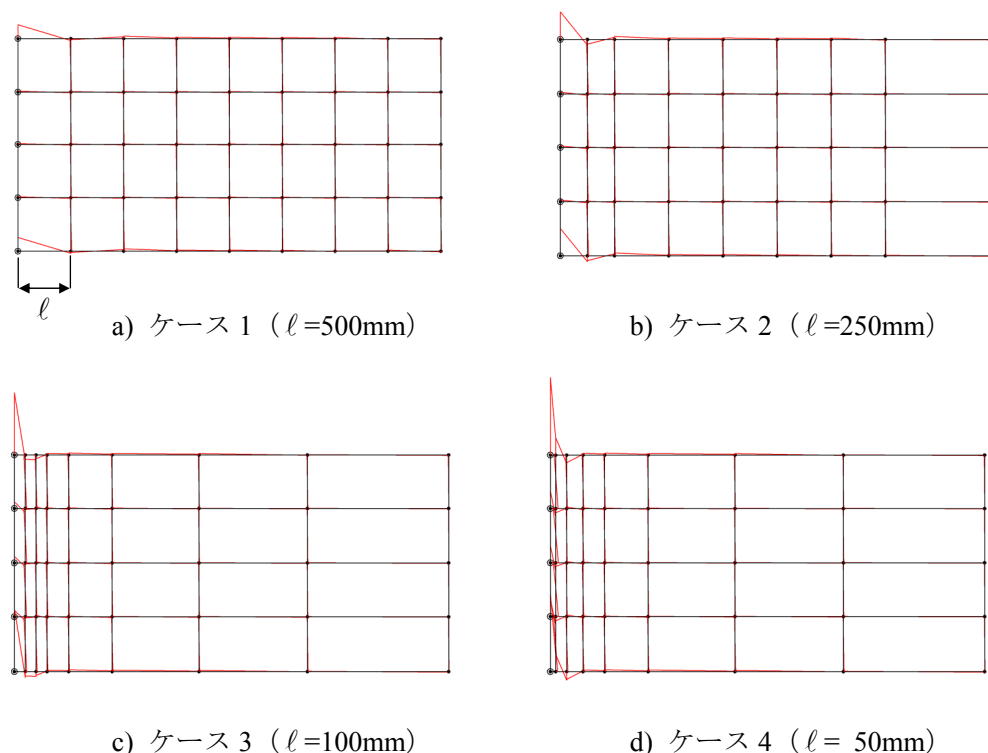 ℓ
a) ケース 1（ℓ=500mm）
b) ケース 2（ℓ=250mm）
c) ケース 3（ℓ=100mm）
d) ケース 4（ℓ= 50mm）